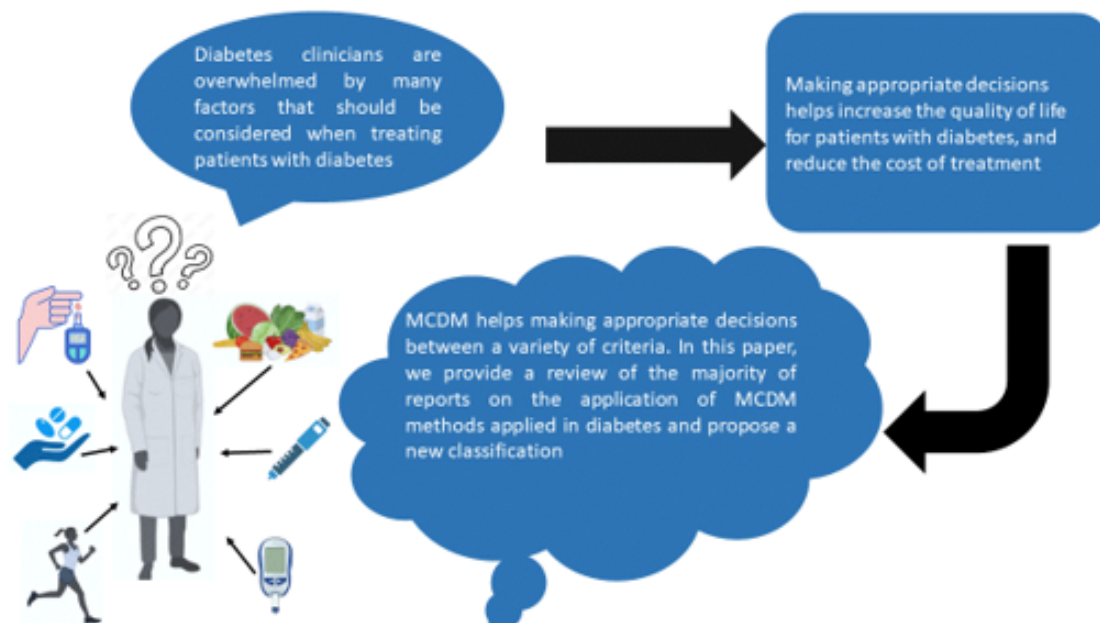 Diabetes clinicians are
overwhelmed by many
factors that should be
considered when treating
patients with diabetes
Making appropriate decisions
helps increase the quality of life
for patients with diabetes, and
reduce the cost of treatment
???
MCDM helps making appropriate decisions
between a variety of criteria. In this paper,
we provide a review of the majority of
reports on the application of MCDM
methods applied in diabetes and propose a
new classification